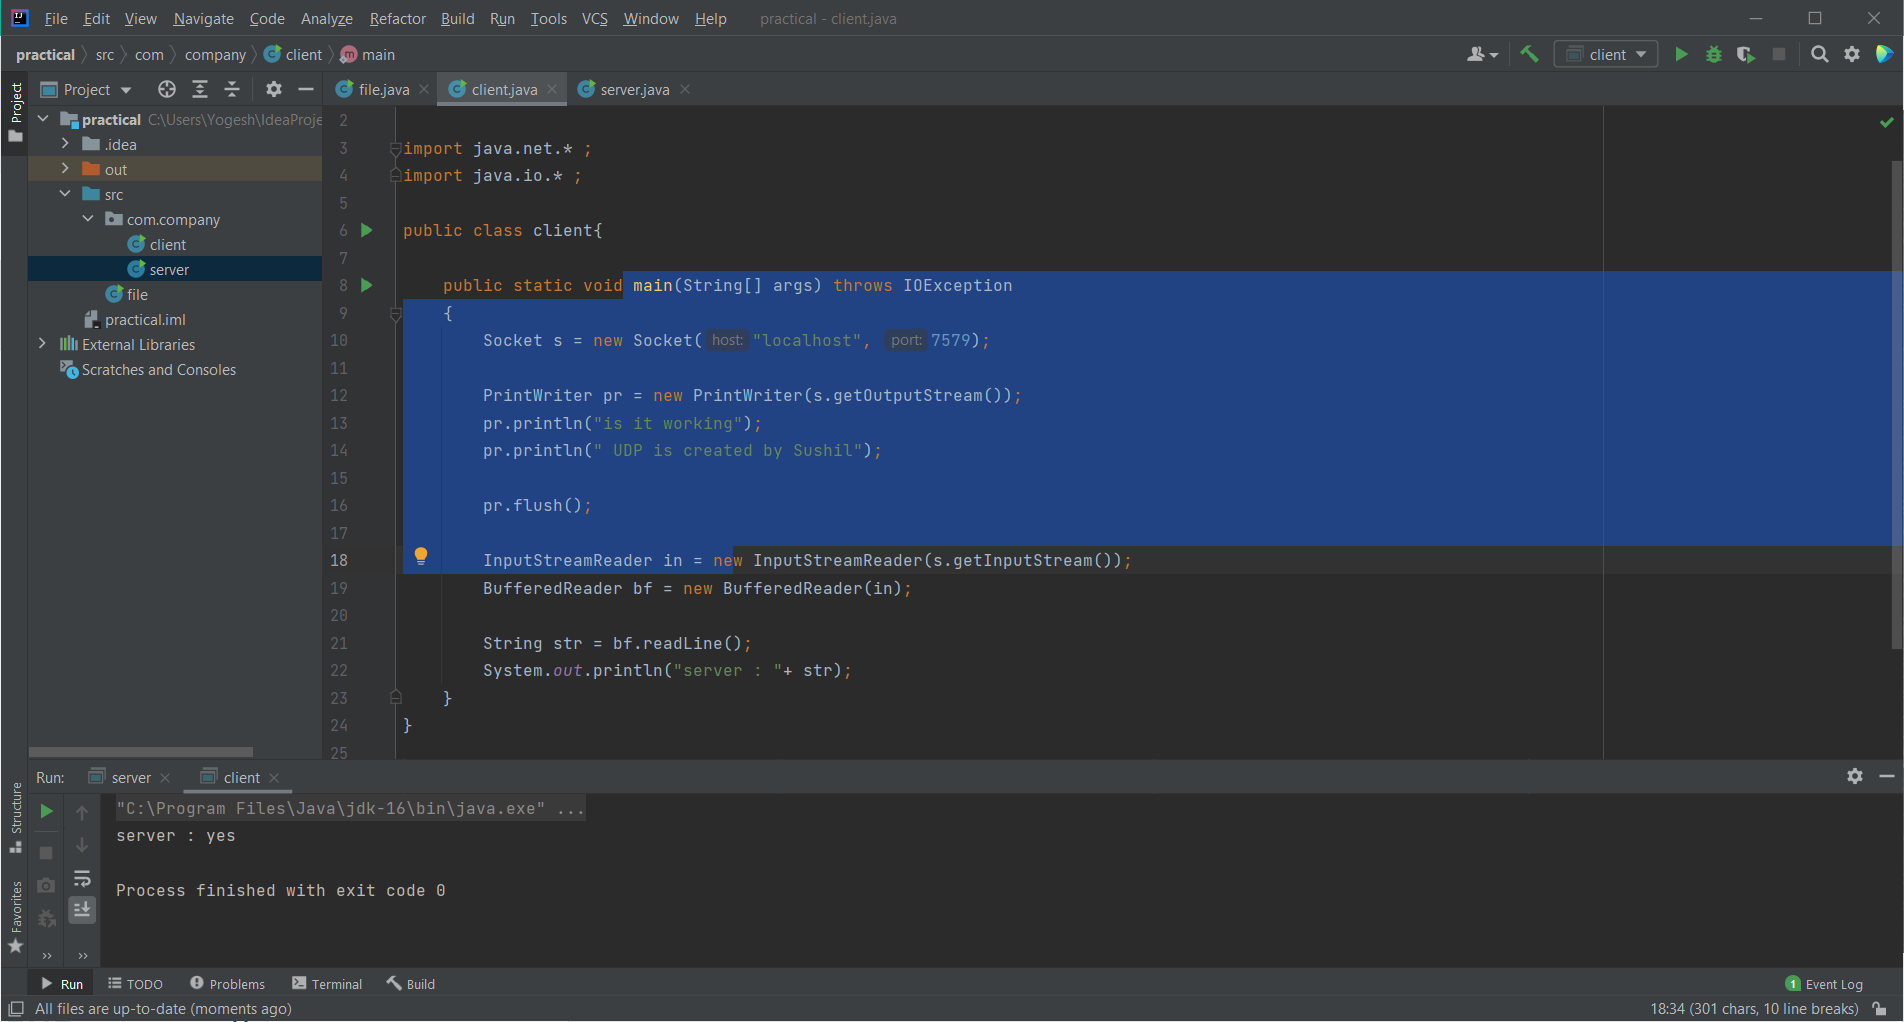 File Edit View Navigate Code Analyze Refactor Build Run Tools VCS Window Help practical - client.java
practical src com company client main
client
Project
file.java client.java server.java
Project
practical C:\Users\Yogesh\IdeaProje
.idea
out
src
com.company
client
server
file
practical.iml
External Libraries
Scratches and Consoles
2
3 import java.net.* ;
4 import java.io.* ;
5
6 public class client{
7
8 public static void main(String[] args) throws IOException
9 {
10 Socket s = new Socket( host: "localhost", port: 7579);
11
12 PrintWriter pr = new PrintWriter(s.getOutputStream());
13 pr.println("is it working");
14 pr.println(" UDP is created by Sushil");
15
16 pr.flush();
17
18 InputStreamReader in = new InputStreamReader(s.getInputStream());
19 BufferedReader bf = new BufferedReader(in);
20
21 String str = bf.readLine();
22 System.out.println("server : "+ str);
23 }
24 }
25
Run: server client
"C:\Program Files\Java\jdk-16\bin\java.exe" ...
server : yes
Process finished with exit code 0
Structure
Favorites
Run TODO Problems Terminal Build
1 Event Log
All files are up-to-date (moments ago)
18:34 (301 chars, 10 line breaks)